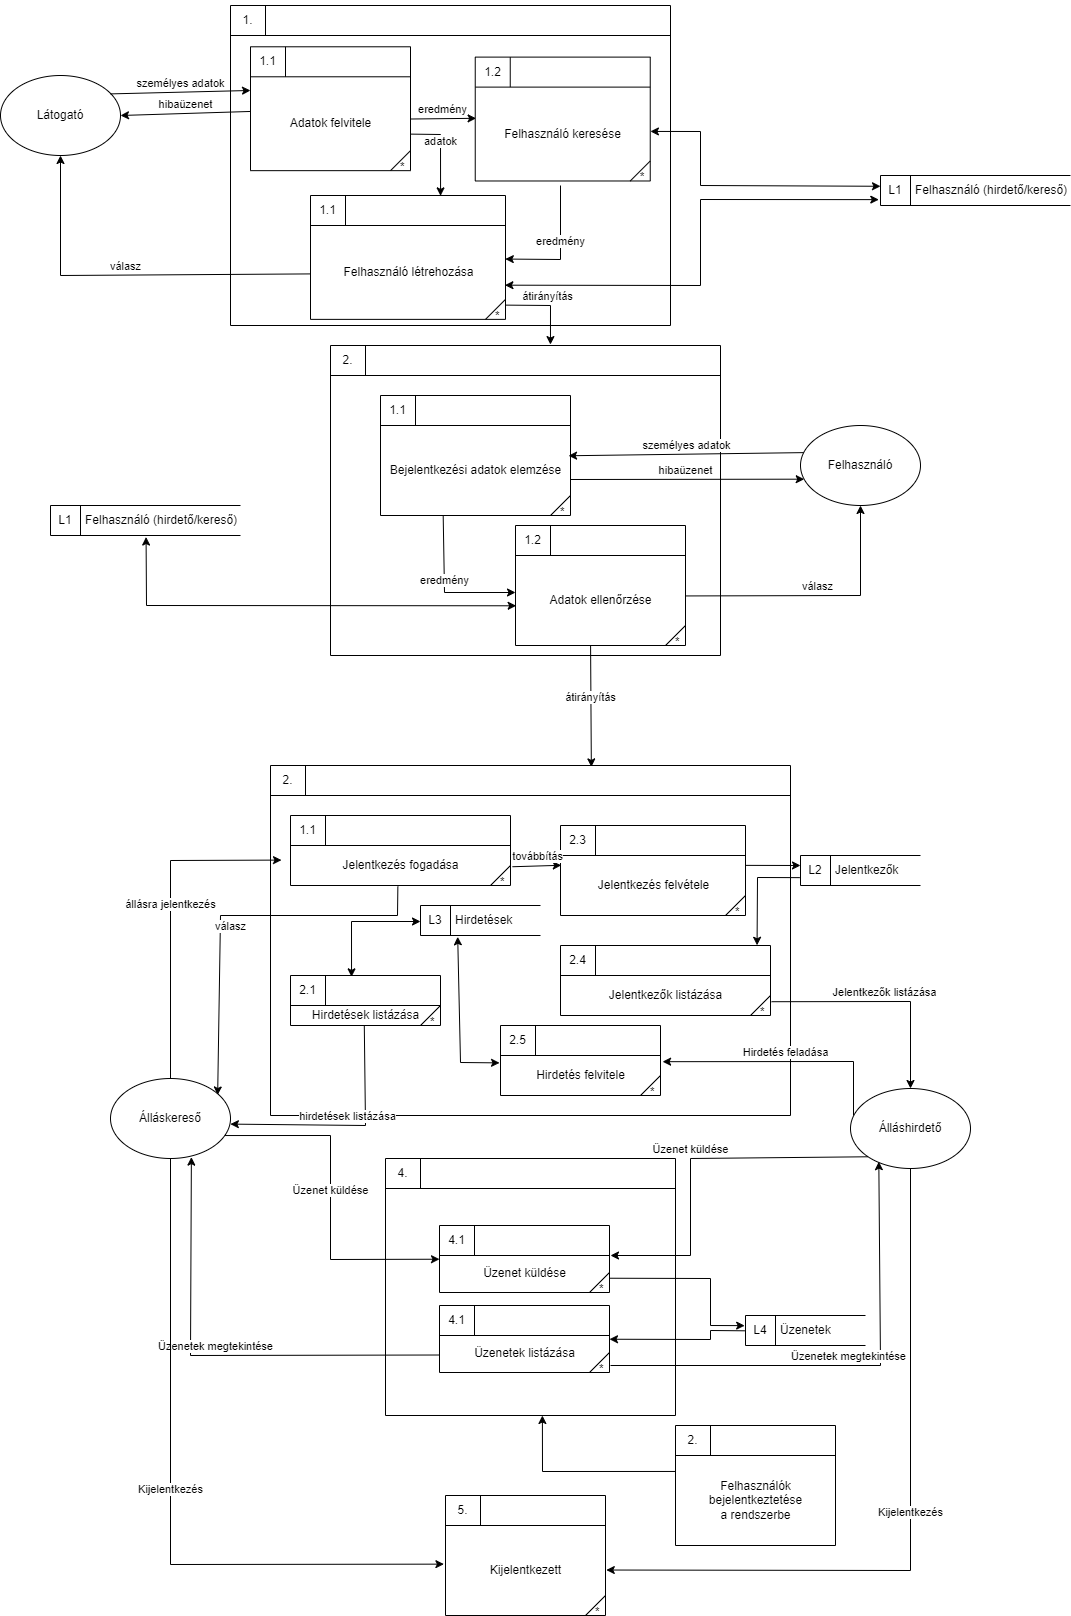 1.
1.1
1.2
személyes adatok
hibaüzenet
Látogató
Adatok felvitele
*
eredmény
adatok
Felhasználó keresése
*
L1
Felhasználó (hirdető/kereső)
1.1
eredmény
válasz
Felhasználó létrehozása
*
átirányítás
2.
1.1
személyes adatok
Bejelentkezési adatok elemzése
*
hibaüzenet
Felhasználó
L1
Felhasználó (hirdető/kereső)
1.2
eredmény
Adatok ellenőrzése
*
válasz
átirányítás
2.
1.1
Jelentkezés fogadása
*
továbbítás
2.3
Jelentkezés felvétele
*
L2
Jelentkezők
állásra jelentkezés
válasz
L3
Hirdetések
2.4
Jelentkezők listázása
*
2.1
Hirdetések listázása
*
Jelentkezők listázása
2.5
Hirdetés felvitele
*
Hirdetés feladása
Álláskereső
hirdetések listázása
Álláshirdető
Üzenet küldése
4.
Üzenet küldése
4.1
Üzenet küldése
*
4.1
Üzenetek listázása
*
L4
Üzenetek
Üzenetek megtekintése
Üzenetek megtekintése
2.
Felhasználók
bejelentkeztetése
a rendszerbe
Kijelentkezés
Kijelentkezés
5.
Kijelentkezett
*